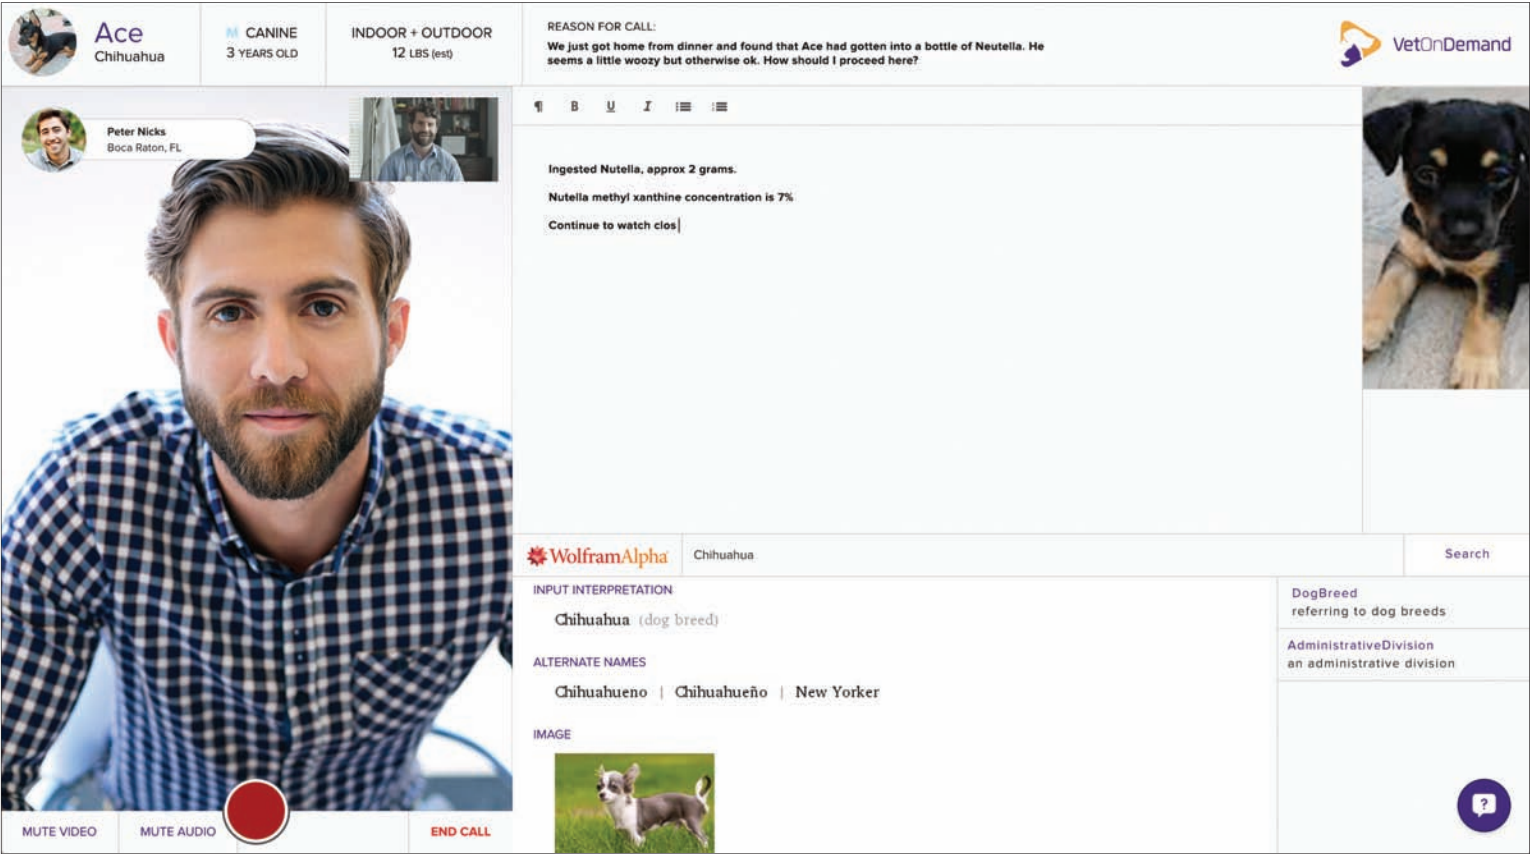 Ace
Chihuahua
M CANINE
3 YEARS OLD
INDOOR + OUTDOOR
12 LBS (est)
REASON FOR CALL:
We just got home from dinner and found that Ace had gotten into a bottle of Neutella. He
seems a little woozy but otherwise ok. How should I proceed here?
VetOnDemand
Peter Nicks
Boca Raton, FL
¶ B U I
Ingested Nutella, approx 2 grams.
Nutella methyl xanthine concentration is 7%
Continue to watch clos
WolframAlpha
Chihuahua
Search
INPUT INTERPRETATION
Chihuahua (dog breed)
ALTERNATE NAMES
Chihuahueno | Chihuahueño | New Yorker
IMAGE
DogBreed
referring to dog breeds
AdministrativeDivision
an administrative division
?
MUTE VIDEO
MUTE AUDIO
END CALL